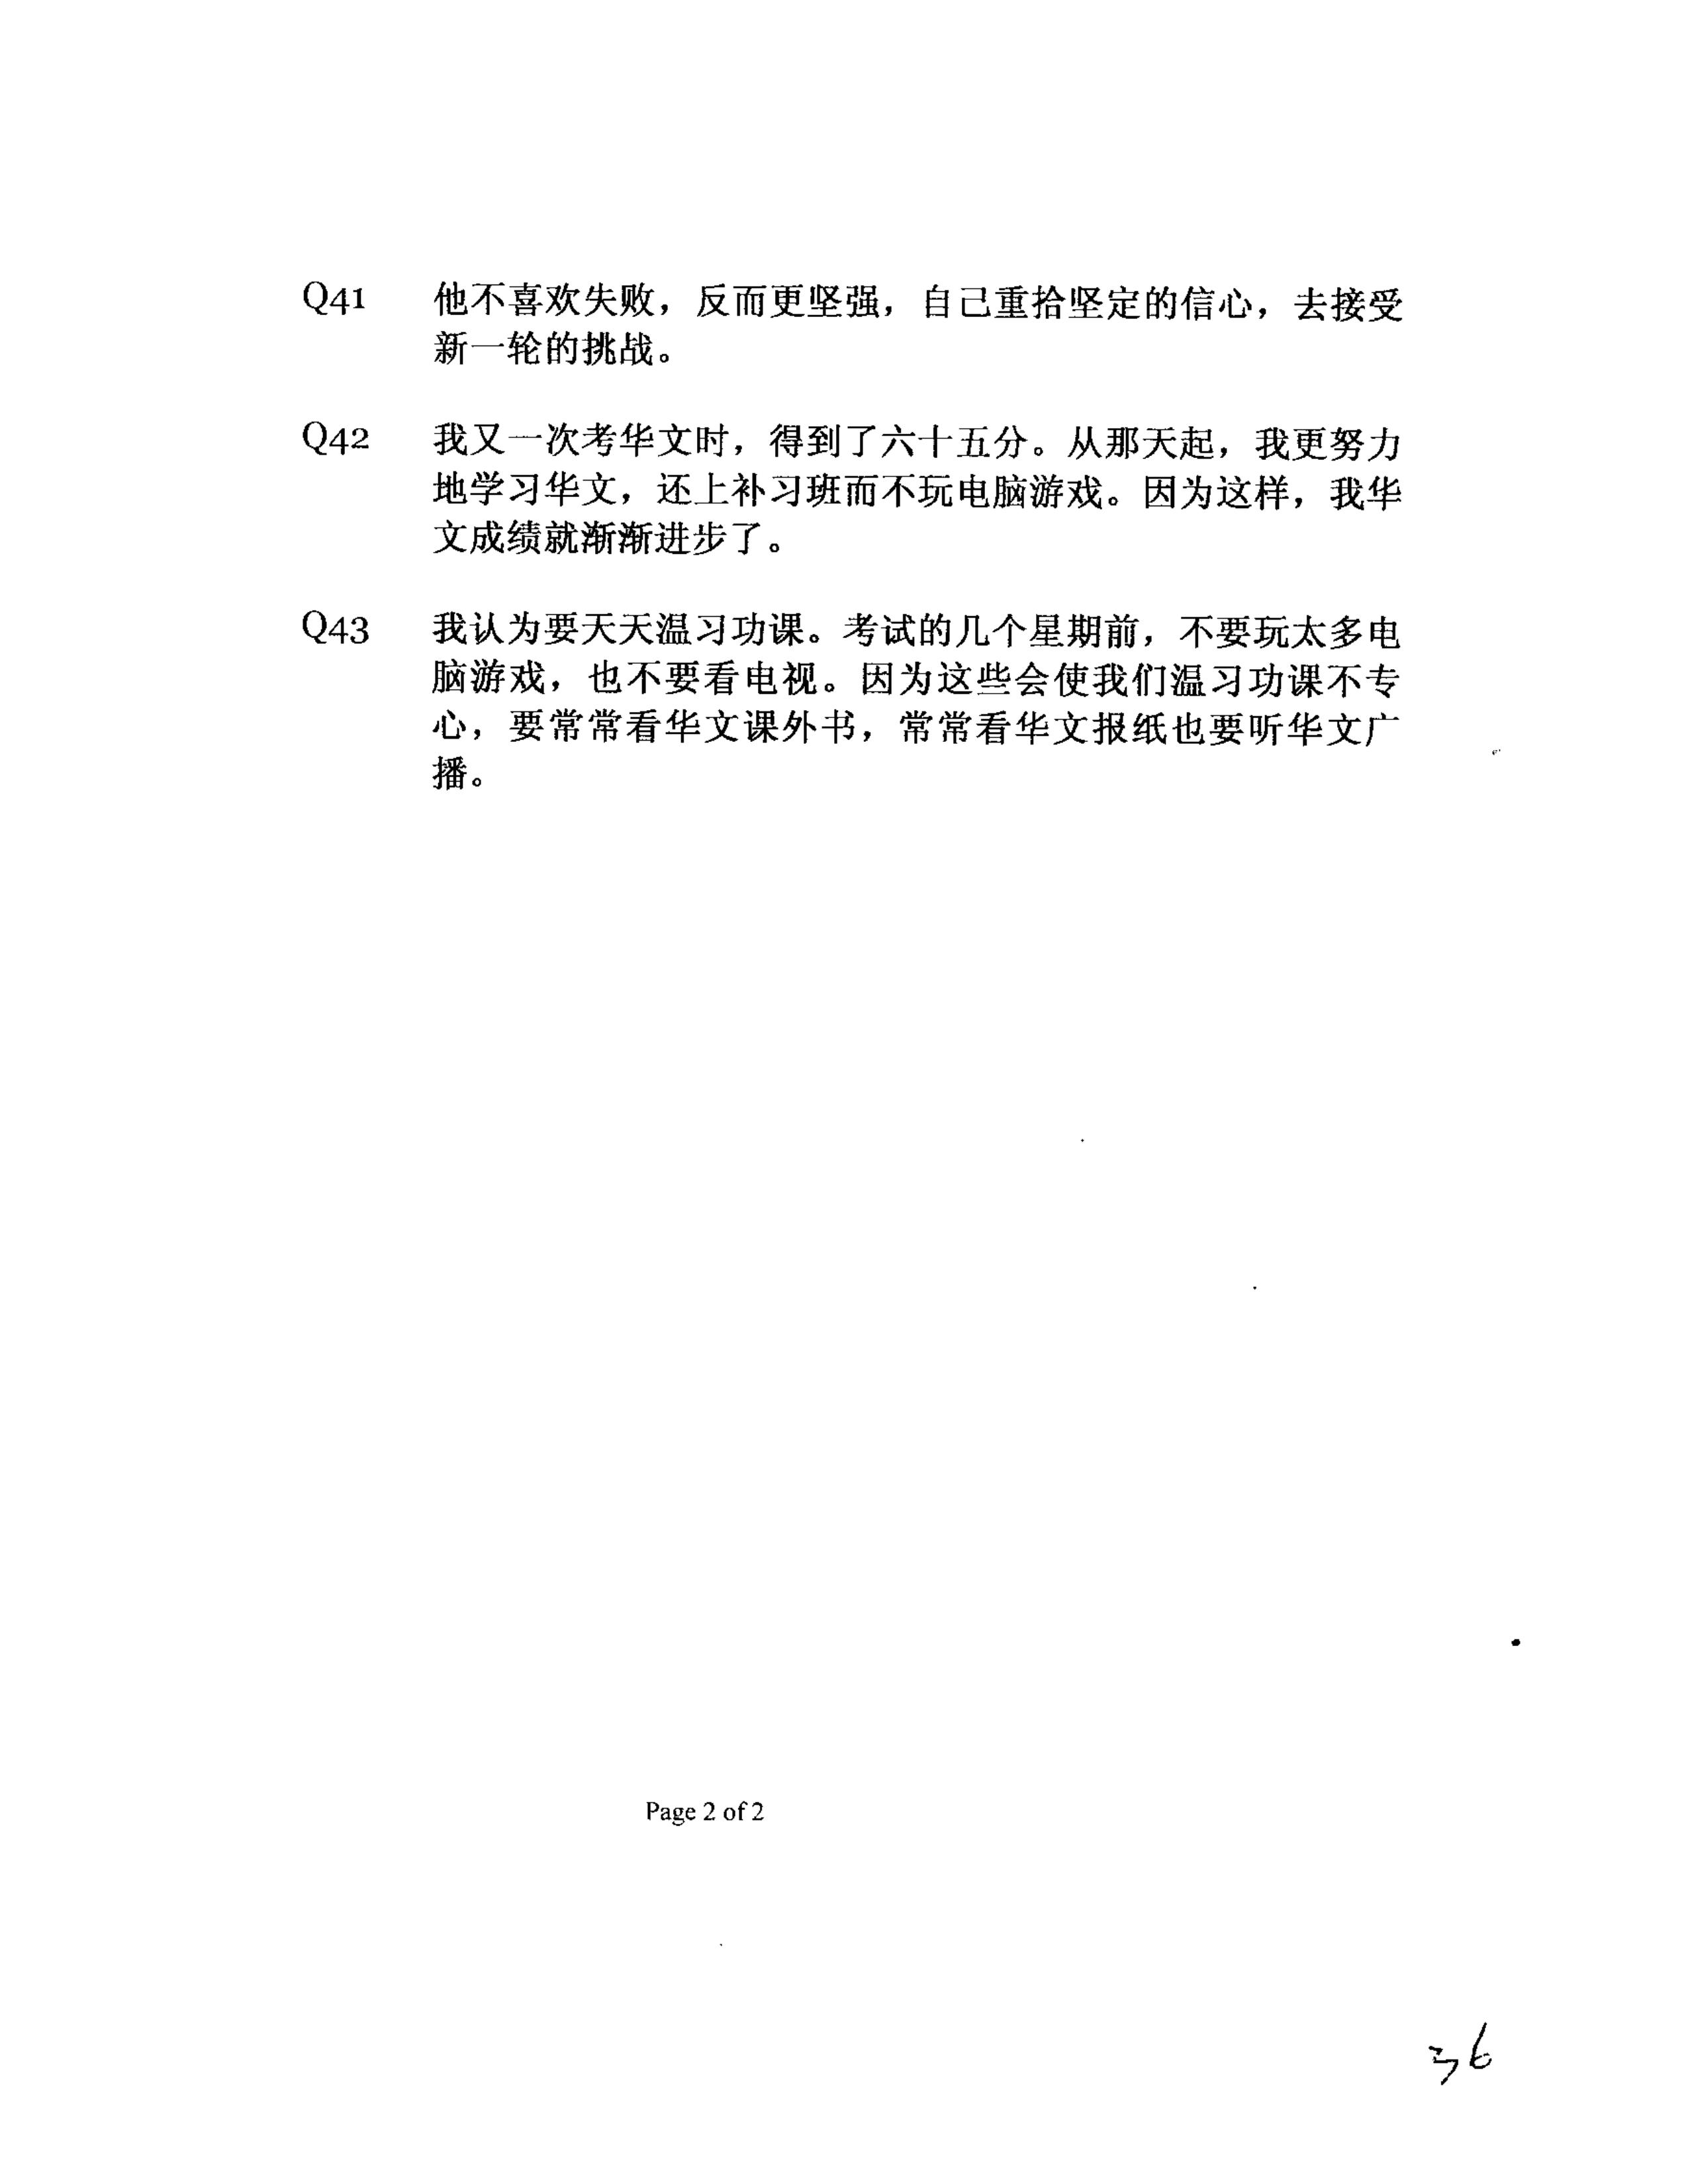 Q41 他不喜欢失败，反而更坚强，自己重拾坚定的信心，去接受
新一轮的挑战。
Q42 我又一次考华文时，得到了六十五分。从那天起，我更努力
地学习华文，还上补习班而不玩电脑游戏。因为这样，我华
文成绩就渐渐进步了。
Q43 我认为要天天温习功课。考试的几个星期前，不要玩太多电
脑游戏，也不要看电视。因为这些会使我们温习功课不专
心，要常常看华文课外书，常常看华文报纸也要听华文广
播。
Page 2 of 2
36